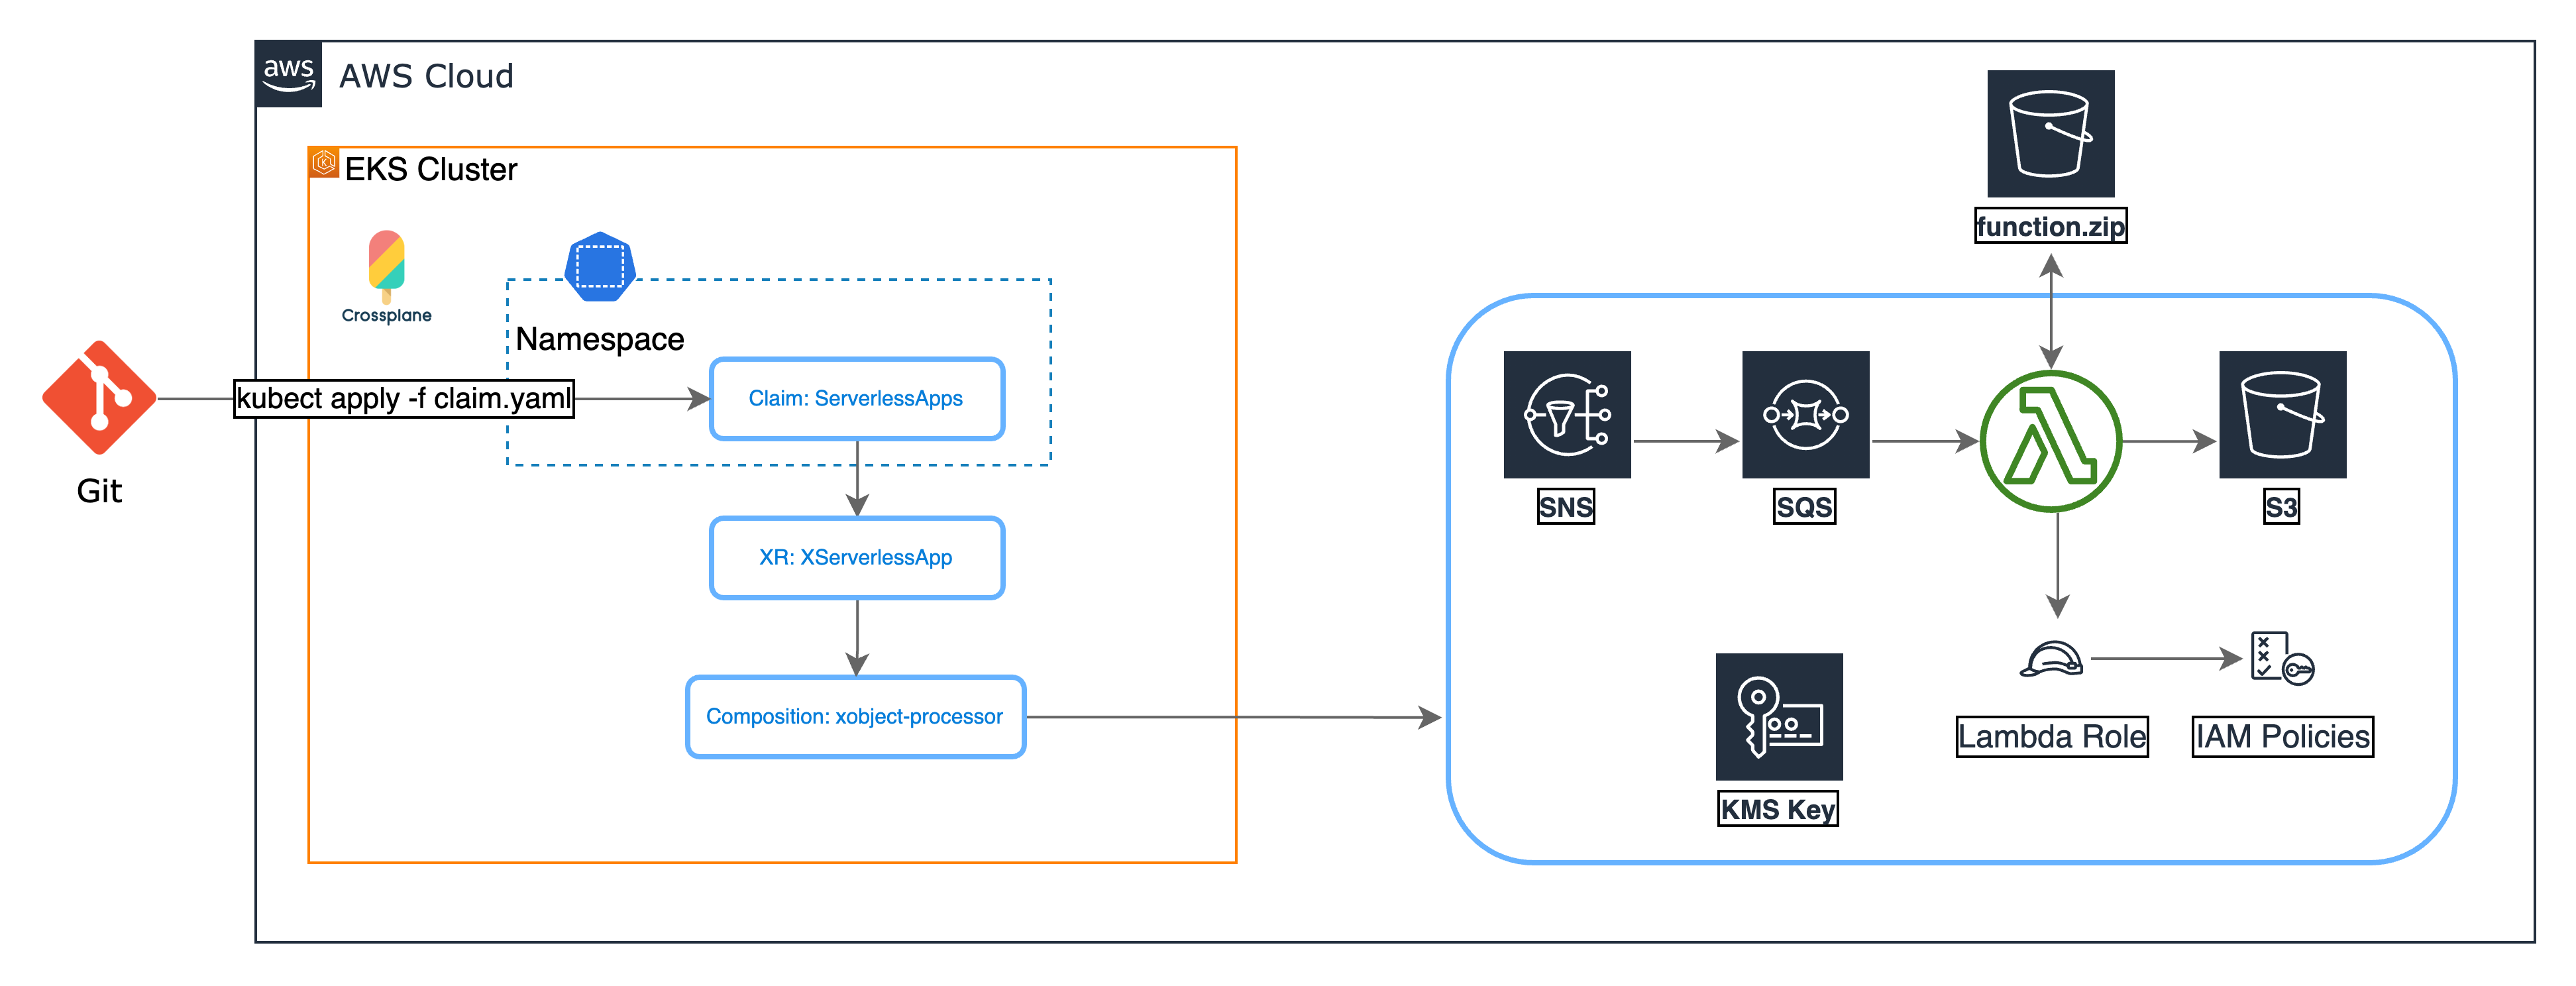 aws
AWS Cloud
EKS Cluster
Crossplane
Namespace
Git
kubect apply -f claim.yaml
Claim: ServerlessApps
XR: XServerlessApp
Composition: xobject-processor
function.zip
SNS
SQS
S3
KMS Key
Lambda Role
IAM Policies